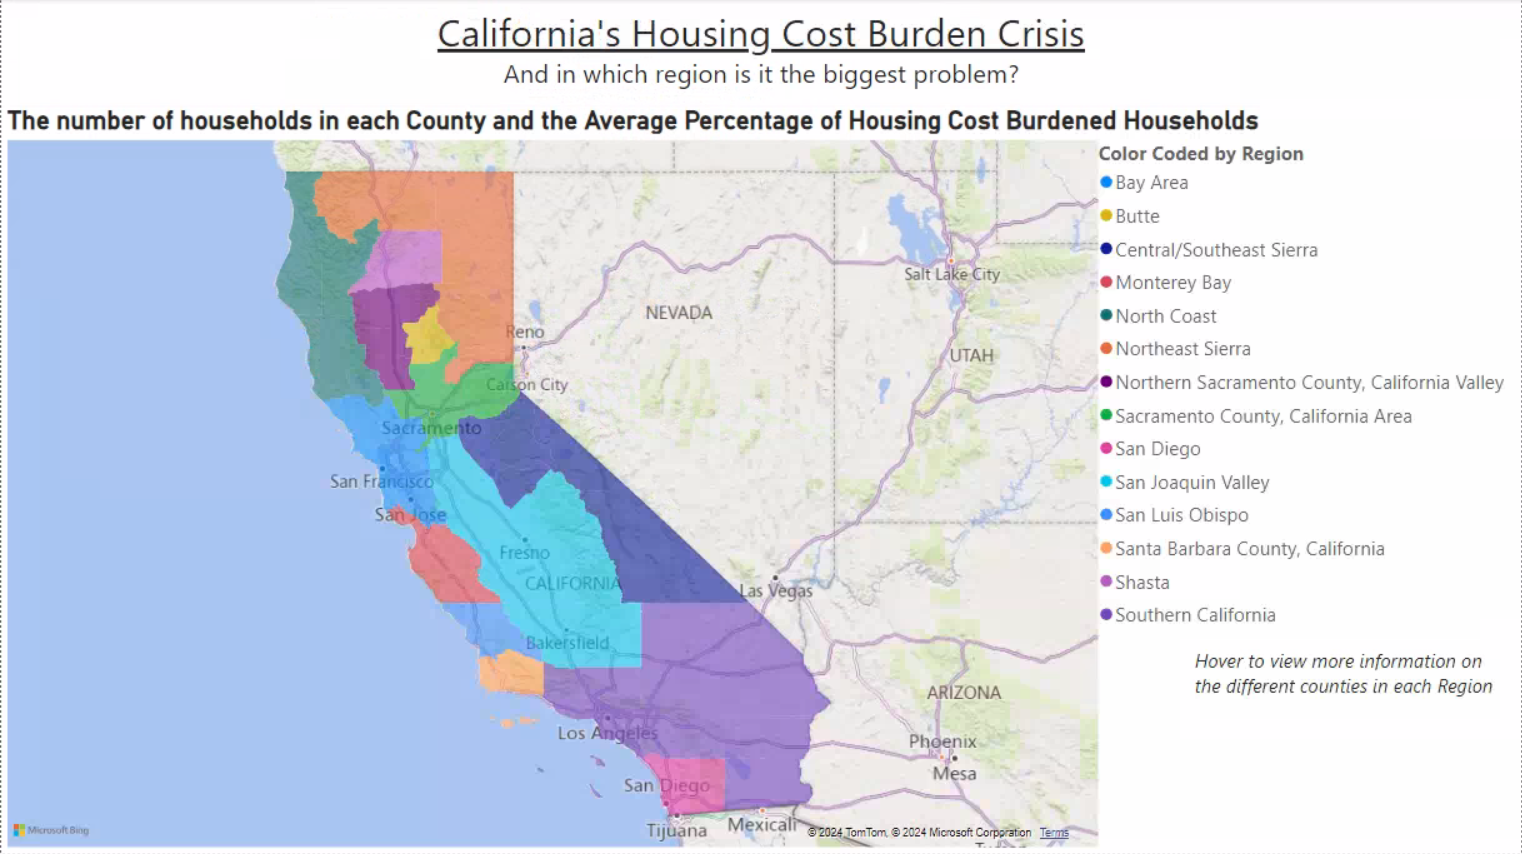 California's Housing Cost Burden Crisis
And in which region is it the biggest problem?
The number of households in each County and the Average Percentage of Housing Cost Burdened Households
Color Coded by Region
Bay Area
Butte
Central/Southeast Sierra
Monterey Bay
North Coast
Northeast Sierra
Northern Sacramento County, California Valley
Sacramento County, California Area
San Diego
San Joaquin Valley
San Luis Obispo
Santa Barbara County, California
Shasta
Southern California
Hover to view more information on
the different counties in each Region
Salt Lake City
NEVADA
Reno
UTAH
Carson City
Sacramento
San Francisco
San Jose
Fresno
CALIFORNIA
Las Vegas
Bakersfield
ARIZONA
Los Angeles
Phoenix
Mesa
San Diego
Tijuana
Mexicali
Microsoft Bing
© 2024 TomTom, © 2024 Microsoft Corporation Terms